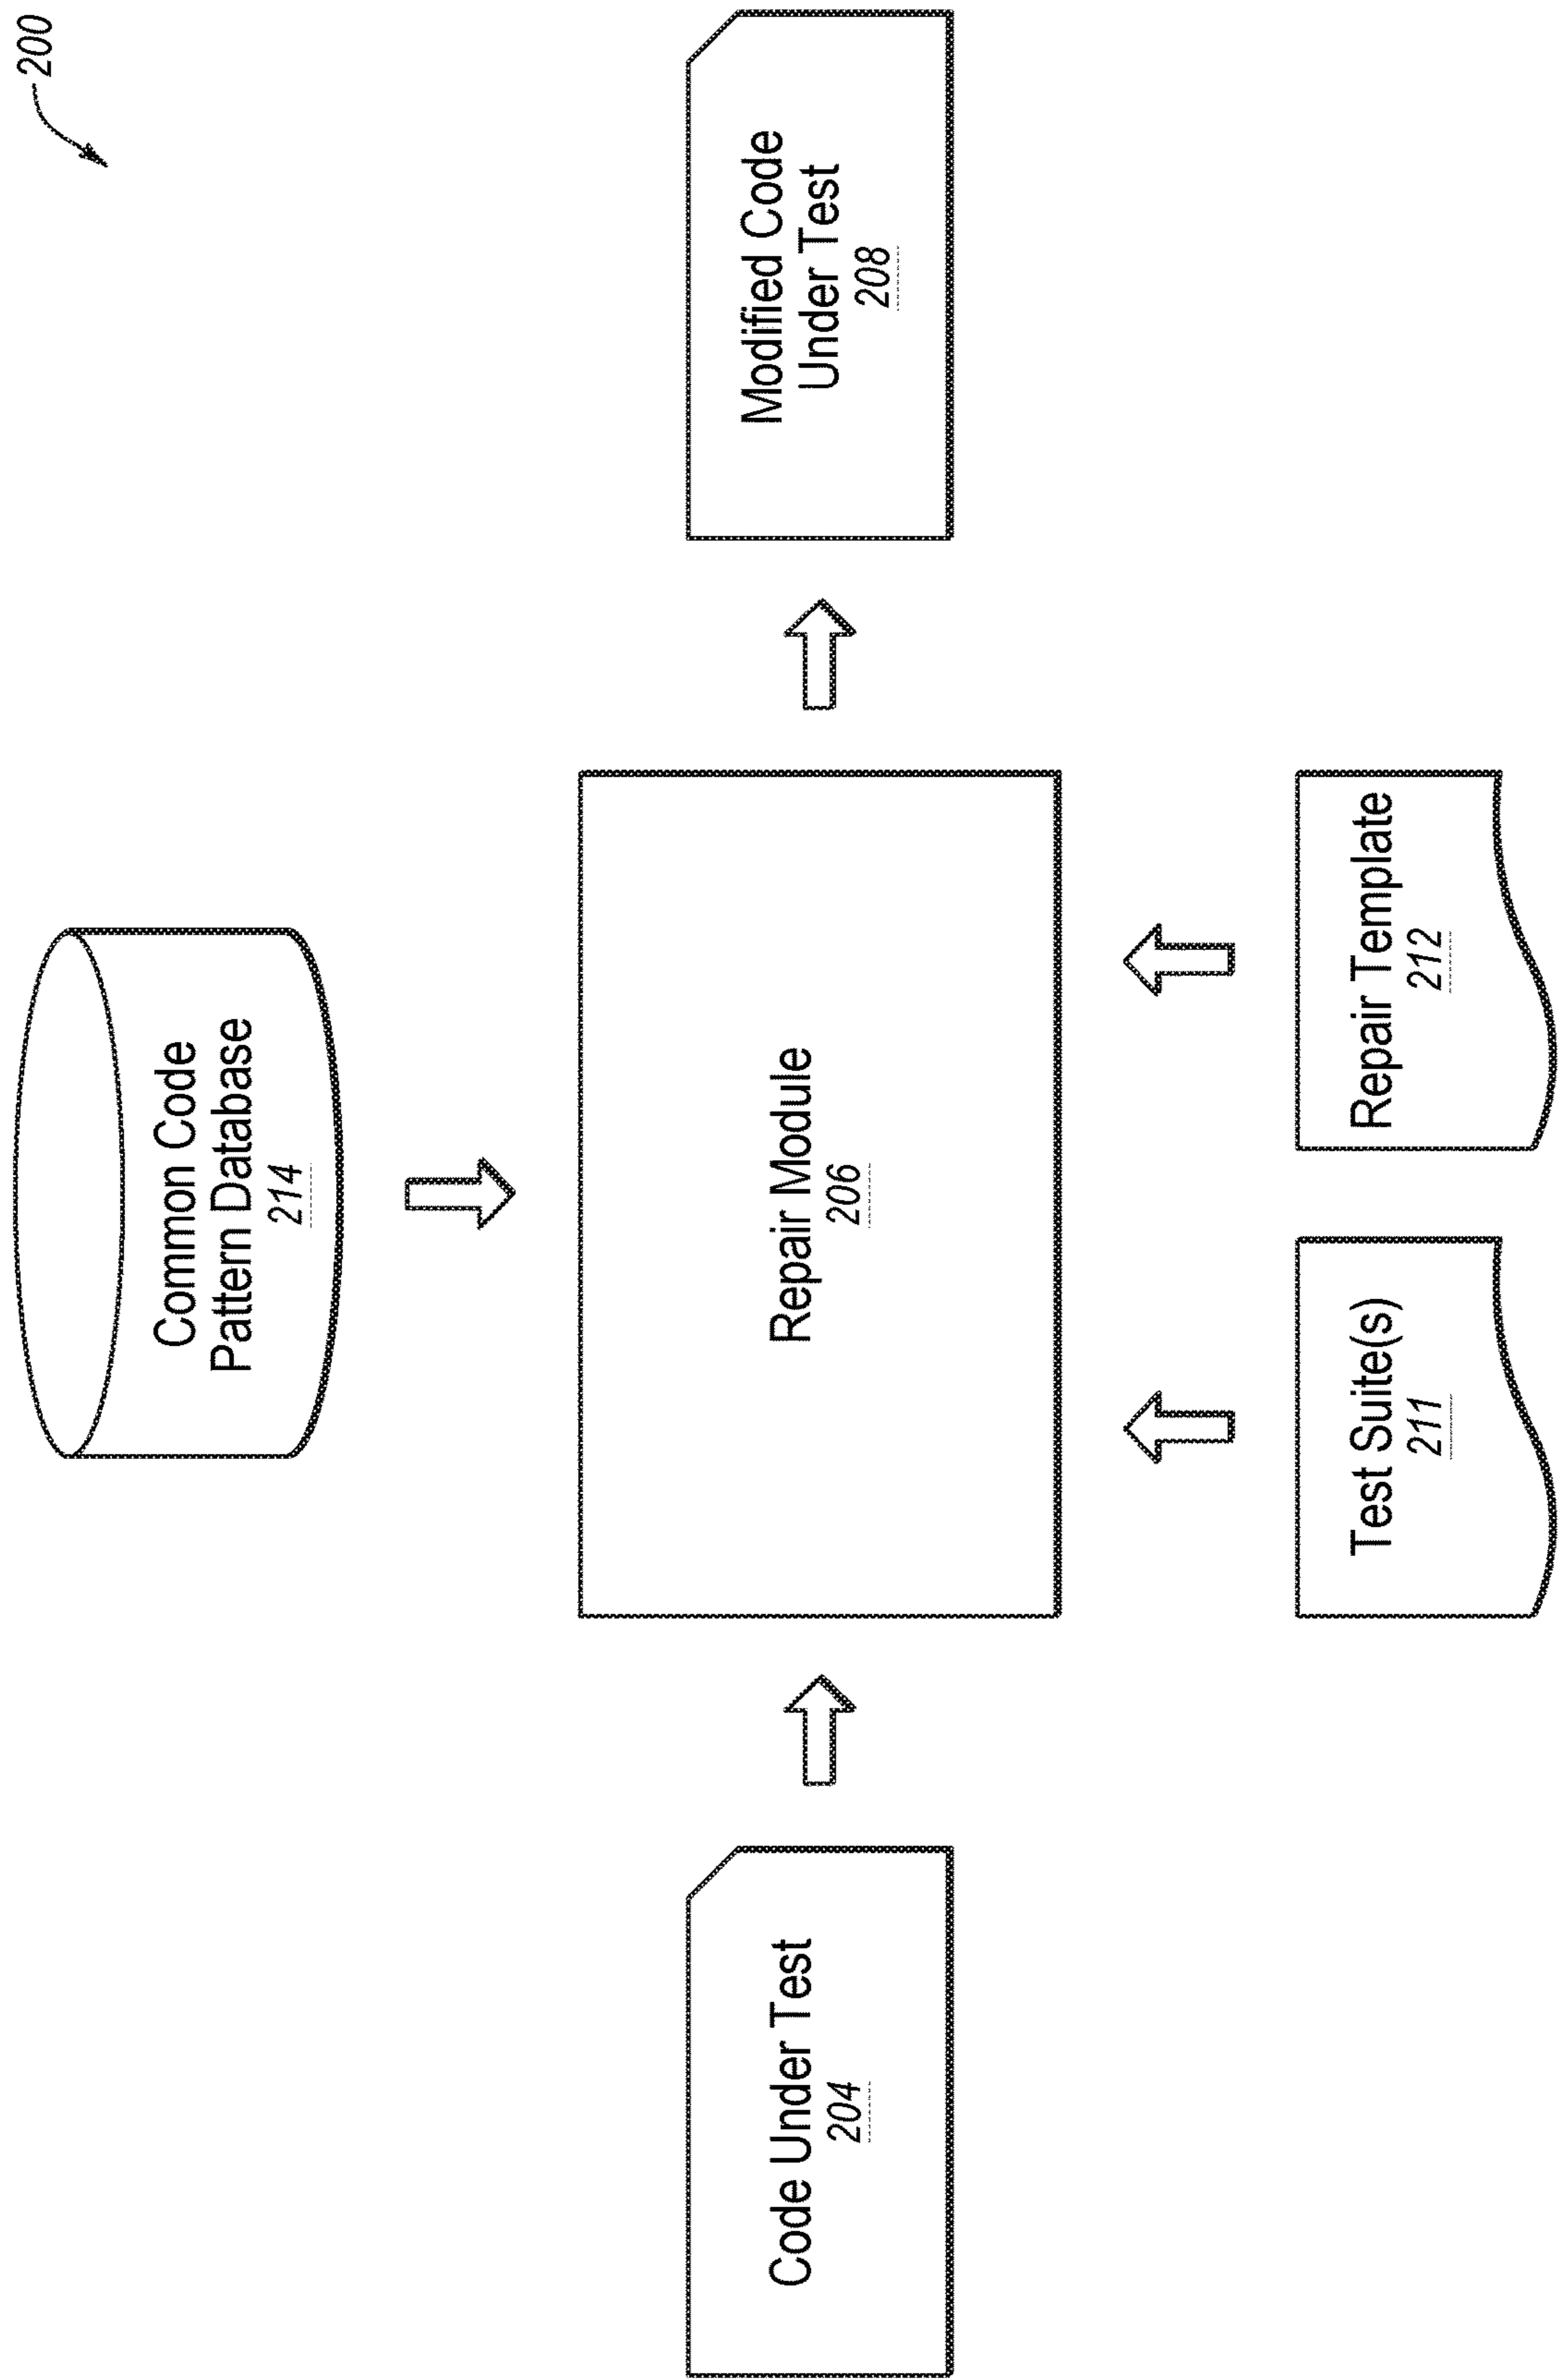 200
Common Code
Pattern Database
214
Code Under Test
204
Repair Module
206
Modified Code
Under Test
208
Test Suite(s)
211
Repair Template
212